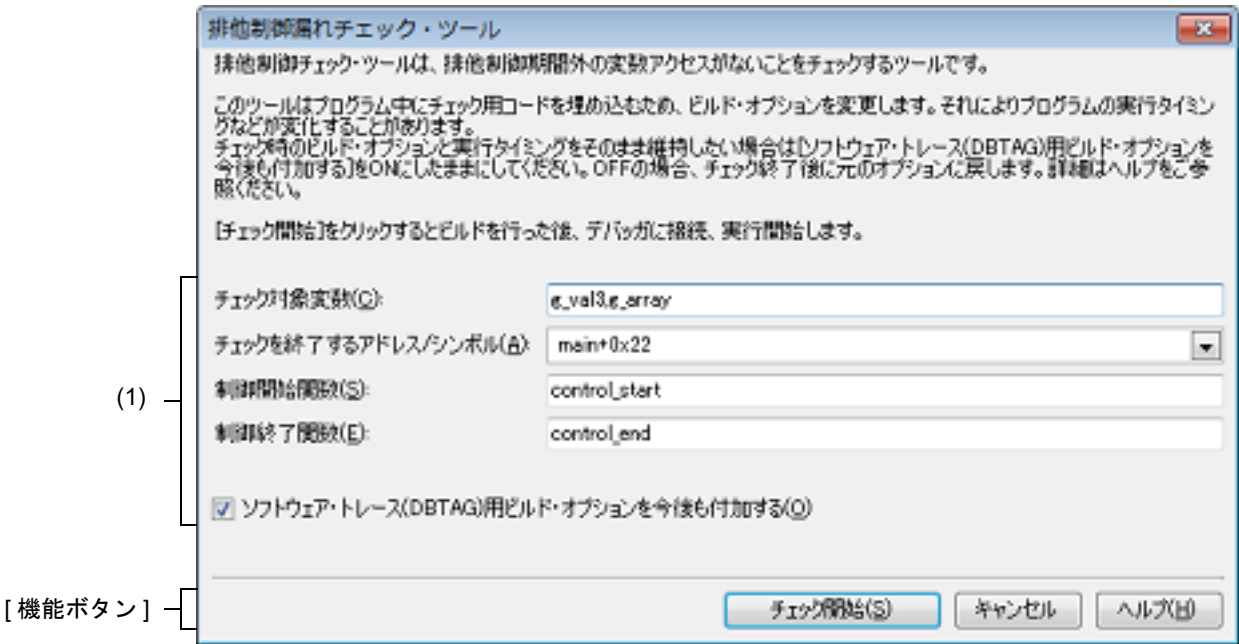 排他制御漏れチェック・ツール
排他制御チェック・ツールは、排他制御期間外の変数アクセスがないことをチェックするツールです。
このツールはプログラム中にチェック用コードを埋め込むため、ビルド・オプションを変更します。それによりプログラムの実行タイミン
グなどが変化することがあります。
チェック時のビルド・オプションと実行タイミングをそのまま維持したい場合は[ソフトウェア・トレース(DBTAG)用ビルド・オプションを
今後も付加する]をONにしたままにしてください。OFFの場合、チェック終了後に元のオプションに戻します。詳細はヘルプをご参
照ください。
[チェック開始]をクリックするとビルドを行った後、デバッガに接続、実行開始します。
チェック対象変数(C): g_val3,g_array
チェックを終了するアドレス/シンボル(A): main+0x22
(1)
制御開始関数(S): control_start
制御終了関数(E): control_end
ソフトウェア・トレース(DBTAG)用ビルド・オプションを今後も付加する(O)
[ 機能ボタン ]
チェック開始(S) キャンセル ヘルプ(H)